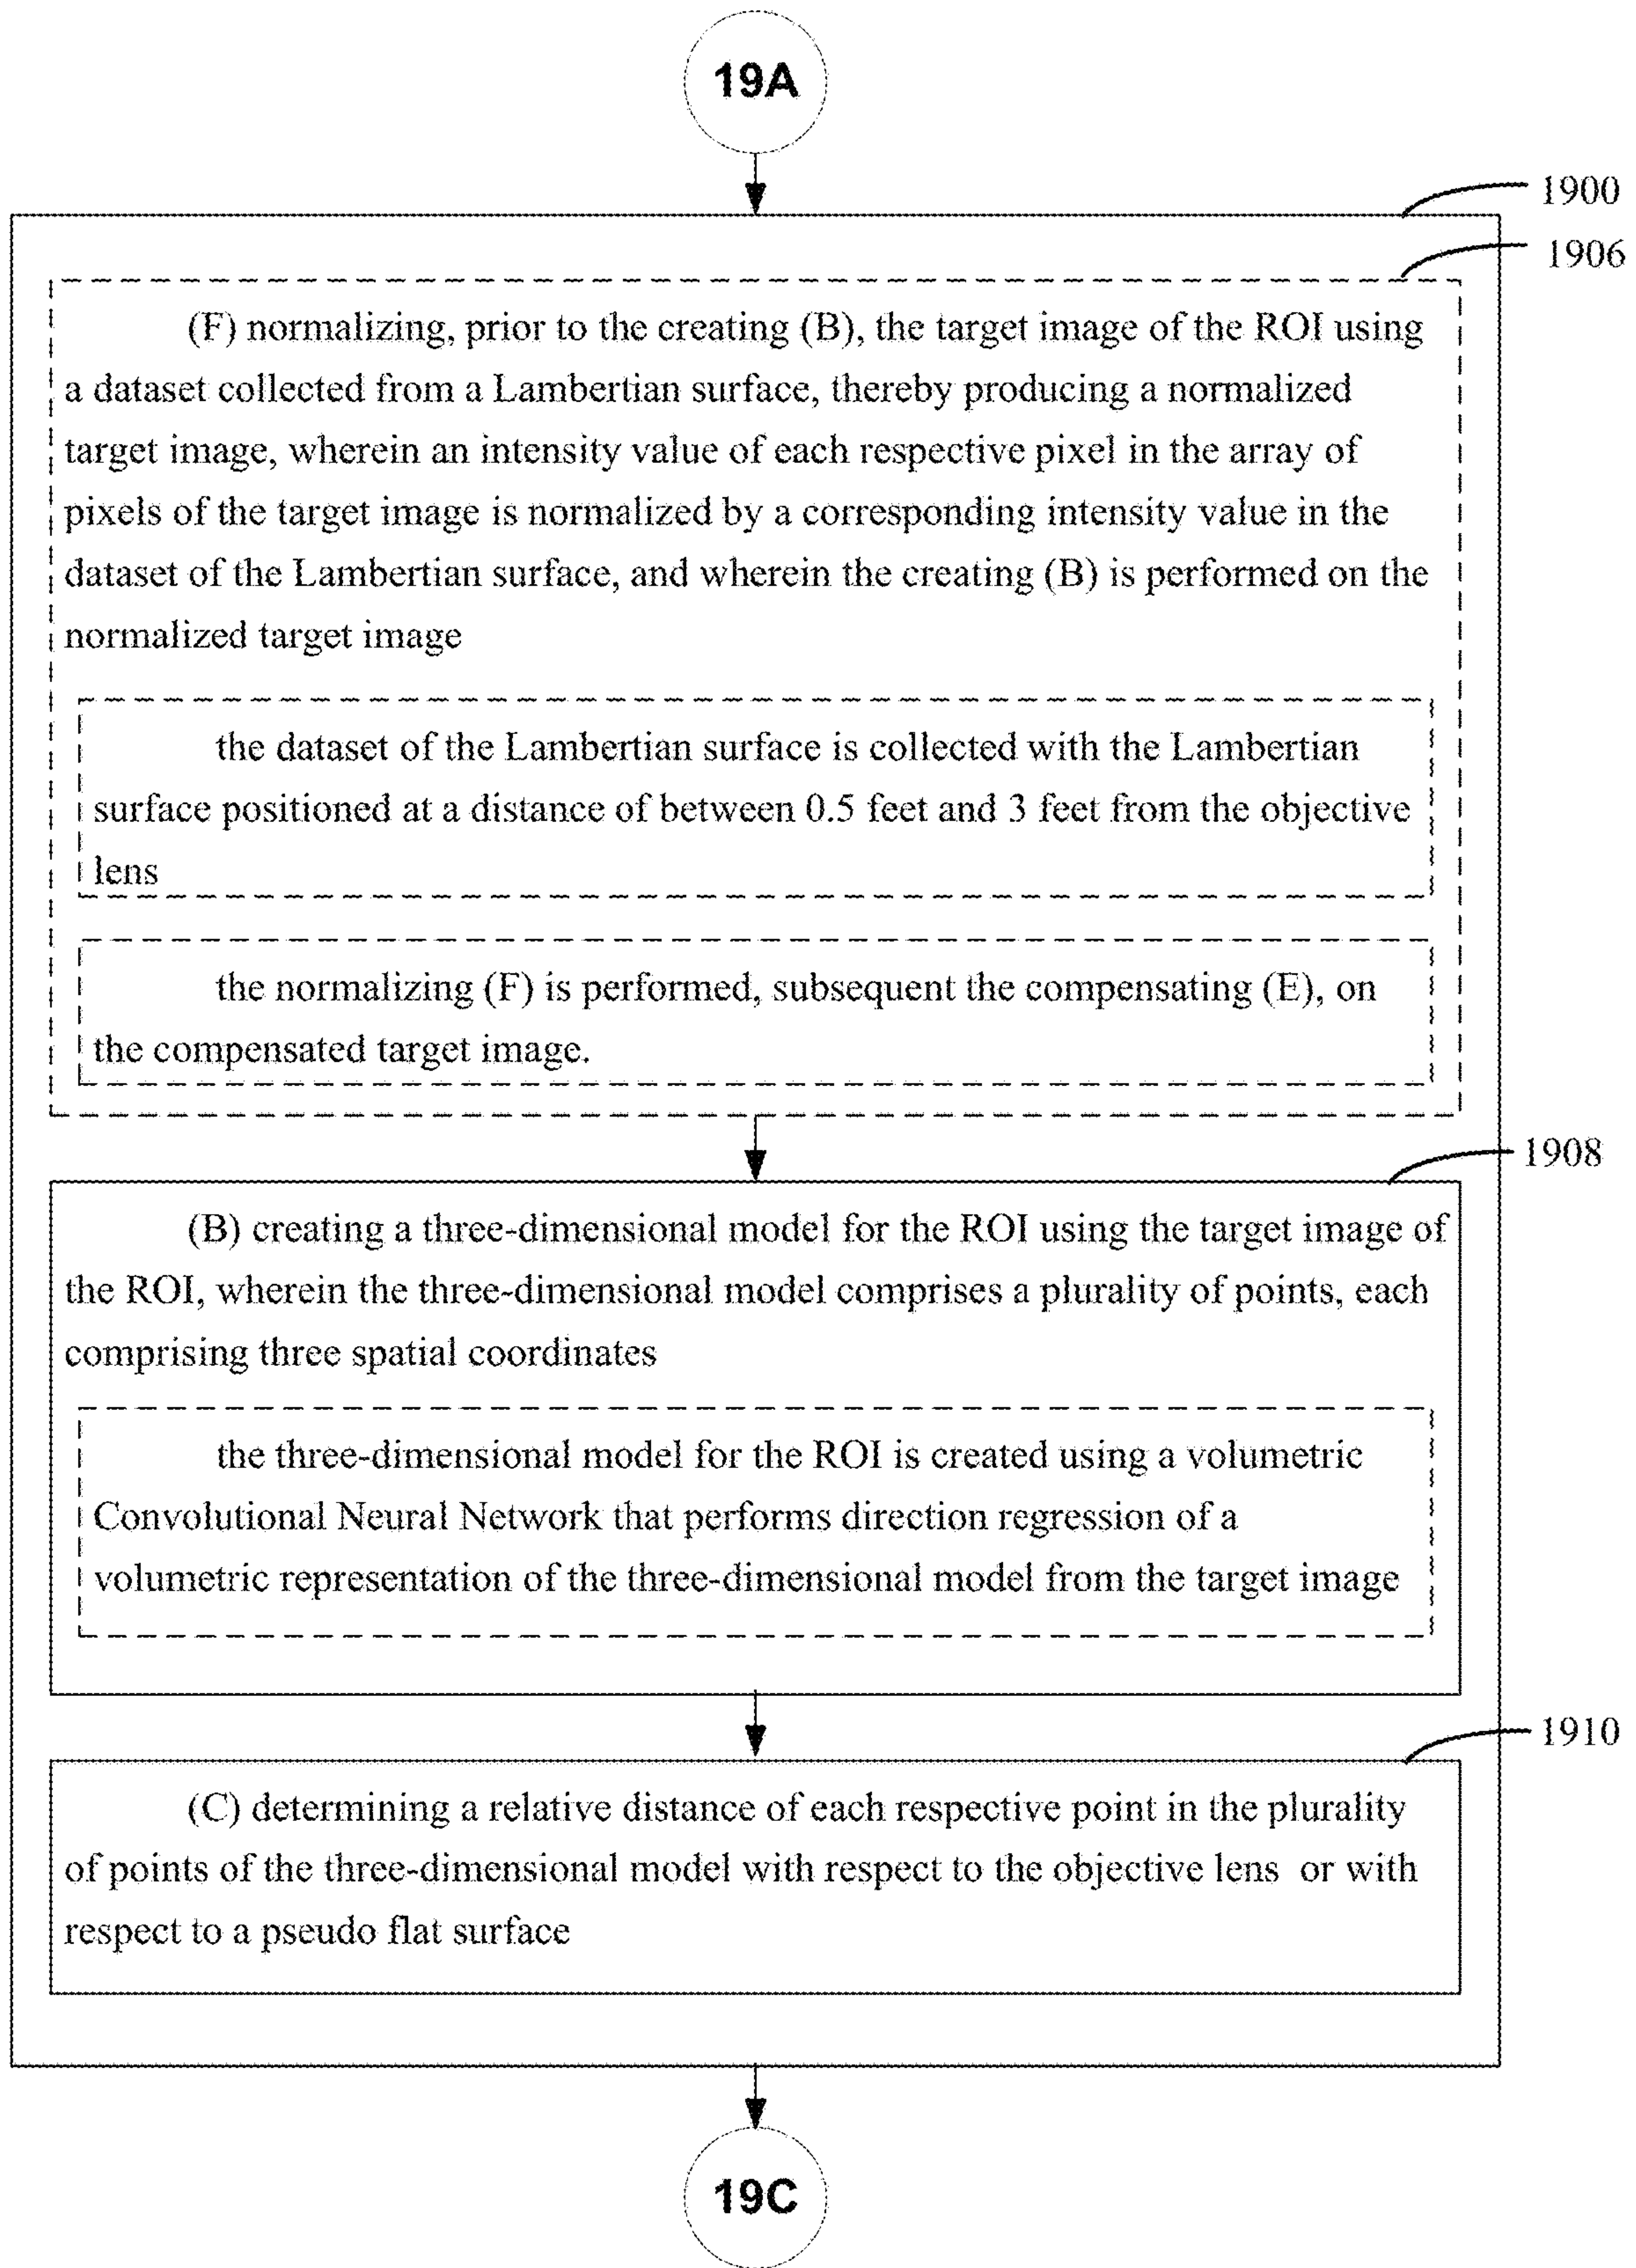 19A
1900
1906
(F) normalizing, prior to the creating (B), the target image of the ROI using
a dataset collected from a Lambertian surface, thereby producing a normalized
target image, wherein an intensity value of each respective pixel in the array of
pixels of the target image is normalized by a corresponding intensity value in the
dataset of the Lambertian surface, and wherein the creating (B) is performed on the
normalized target image
the dataset of the Lambertian surface is collected with the Lambertian
surface positioned at a distance of between 0.5 feet and 3 feet from the objective
lens
the normalizing (F) is performed, subsequent the compensating (E), on
the compensated target image.
1908
(B) creating a three-dimensional model for the ROI using the target image of
the ROI, wherein the three-dimensional model comprises a plurality of points, each
comprising three spatial coordinates
the three-dimensional model for the ROI is created using a volumetric
Convolutional Neural Network that performs direction regression of a
volumetric representation of the three-dimensional model from the target image
1910
(C) determining a relative distance of each respective point in the plurality
of points of the three-dimensional model with respect to the objective lens or with
respect to a pseudo flat surface
19C